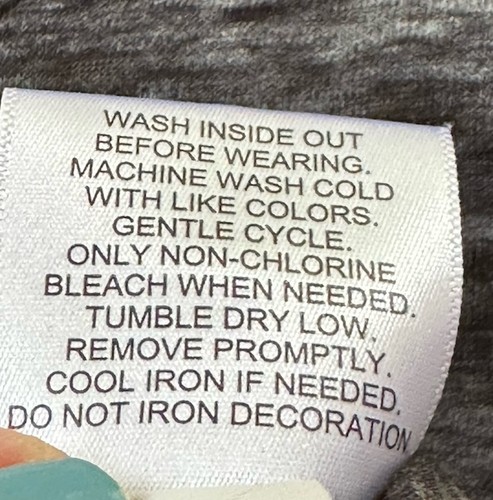 WASH INSIDE OUT
BEFORE WEARING.
MACHINE WASH COLD
WITH LIKE COLORS.
GENTLE CYCLE.
ONLY NON-CHLORINE
BLEACH WHEN NEEDED.
TUMBLE DRY LOW.
REMOVE PROMPTLY.
COOL IRON IF NEEDED.
DO NOT IRON DECORATION